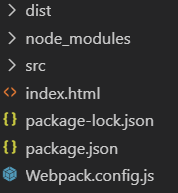 dist
node_modules
src
index.html
package-lock.json
package.json
Webpack.config.js